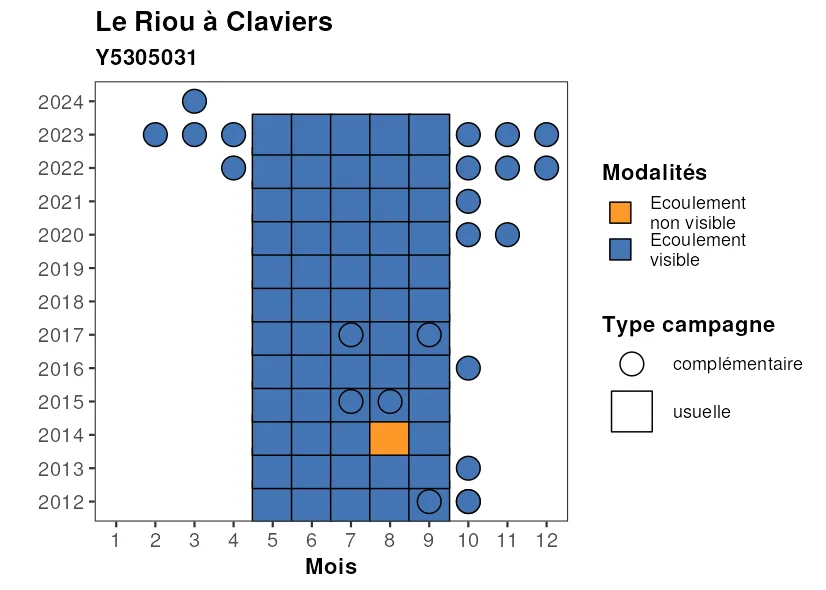 Le Riou à Claviers
Y5305031
2024
2023
2022
2021
2020
2019
2018
2017
2016
2015
2014
2013
2012
1 2 3 4 5 6 7 8 9 10 11 12
Mois
Modalités
Ecoulement
non visible
Ecoulement
visible
Type campagne
complémentaire
usuelle